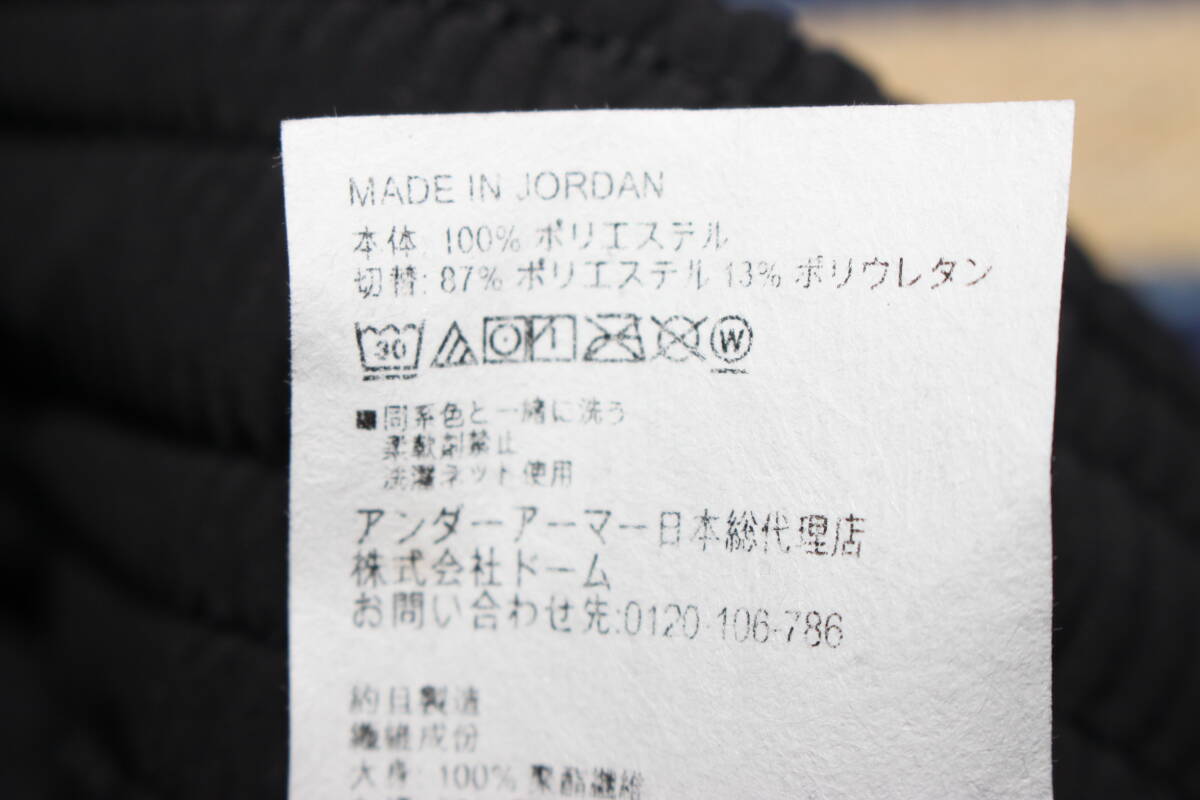 MADE IN JORDAN
本体: 100% ポリエステル
切替: 87% ポリエステル 13% ポリウレタン
30 W
■同系色と一緒に洗う
柔軟剤禁止
洗濯ネット使用
アンダーアーマー日本総代理店
株式会社ドーム
お問い合わせ先:0120-106-786
約旦製造
纖維成份
大身: 100% 聚酯纖維